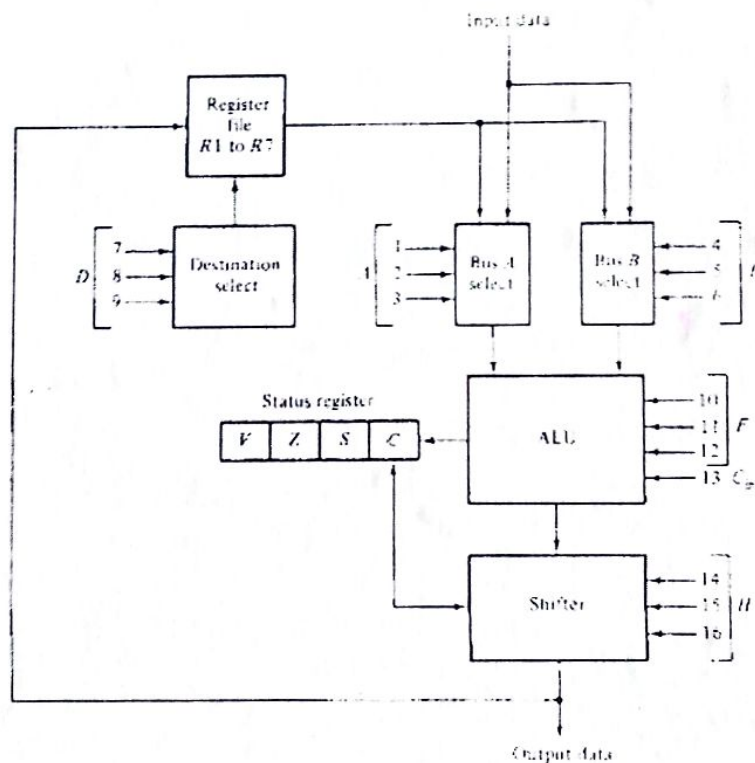 Input data
Register
file
R1 to R7
D
7
8
9
Destination
select
1
2
3
Bus A
select
Bus B
select
4
5
6
Status register
V Z S C
ALU
10
11
12
F
13 C
Shifter
14
15
16
H
Output data